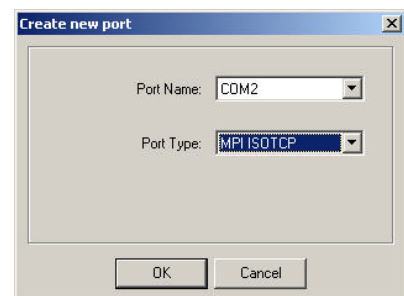 Create new port
Port Name: COM2
Port Type: MPI ISOTCP
OK Cancel